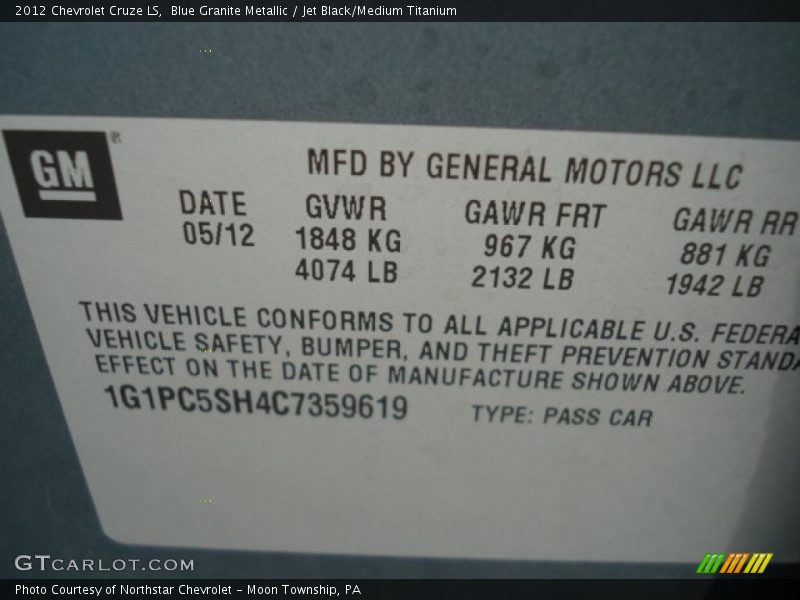 2012 Chevrolet Cruze LS, Blue Granite Metallic / Jet Black/Medium Titanium
GM
MFD BY GENERAL MOTORS LLC
DATE GVWR GAWR FRT GAWR RR
05/12 1848 KG 967 KG 881 KG
4074 LB 2132 LB 1942 LB
THIS VEHICLE CONFORMS TO ALL APPLICABLE U.S. FEDERA
VEHICLE SAFETY, BUMPER, AND THEFT PREVENTION STANDA
EFFECT ON THE DATE OF MANUFACTURE SHOWN ABOVE.
1G1PC5SH4C7359619 TYPE: PASS CAR
GTCARLOT.COM
Photo Courtesy of Northstar Chevrolet - Moon Township, PA